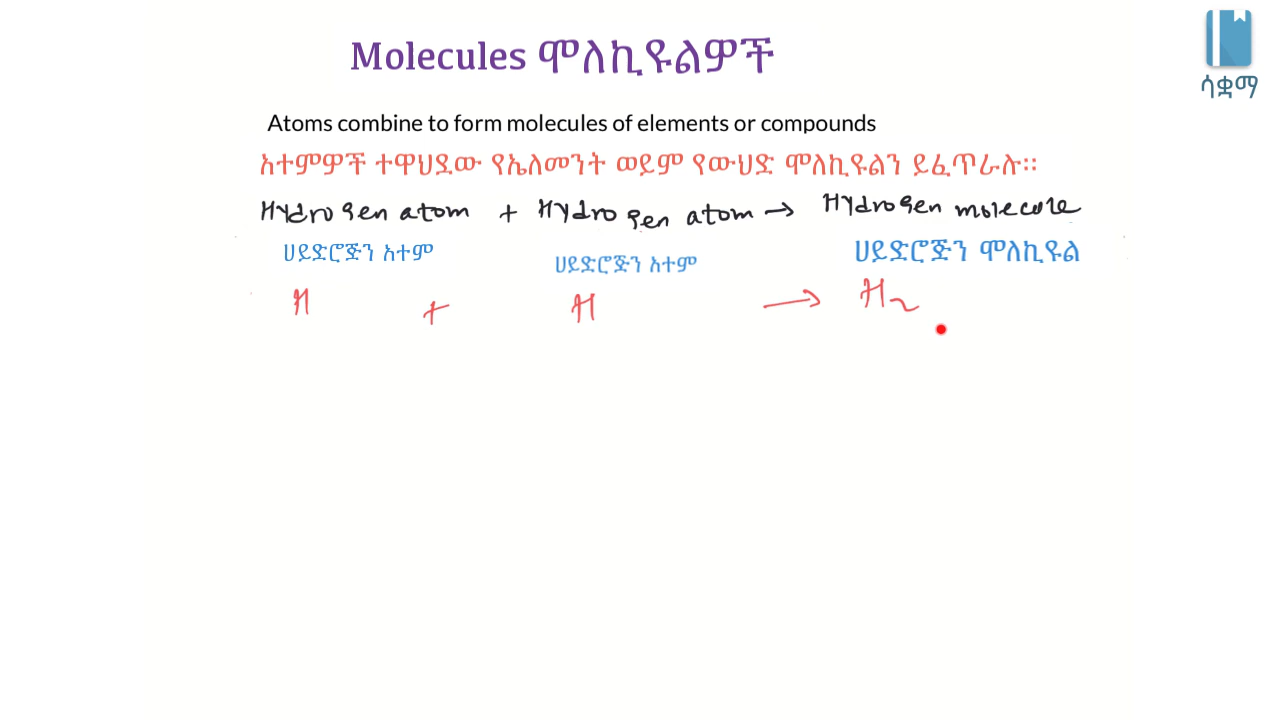 Molecules ሞለኪዩልዎች
ሳቋማ
Atoms combine to form molecules of elements or compounds
አተምዎች ተዋህደው የኤለመንት ወይም የውህድ ሞለኪዩልን ይፈጥራሉ።
Hydrogen atom + Hydrogen atom → Hydrogen molecule
ሀይድሮጅን አተም ሀይድሮጅን አተም ሀይድሮጅን ሞለኪዩል
H + H → H₂